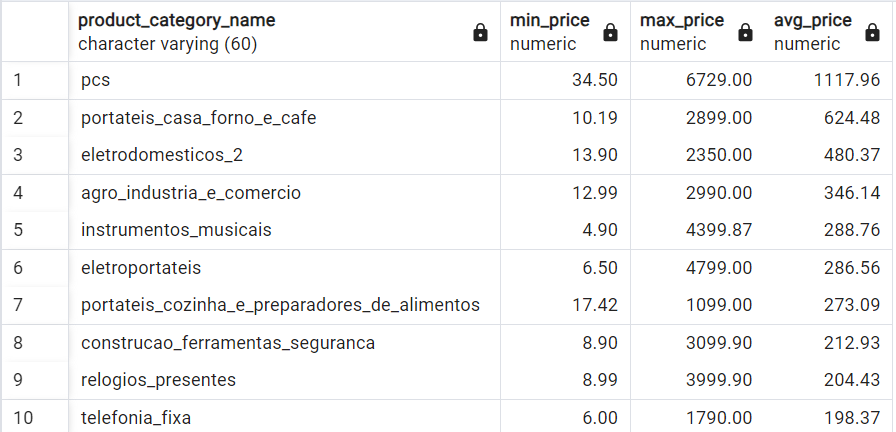 product_category_name min_price max_price avg_price
character varying (60) numeric numeric numeric
1 pcs 34.50 6729.00 1117.96
2 portateis_casa_forno_e_cafe 10.19 2899.00 624.48
3 eletrodomesticos_2 13.90 2350.00 480.37
4 agro_industria_e_comercio 12.99 2990.00 346.14
5 instrumentos_musicais 4.90 4399.87 288.76
6 eletroportateis 6.50 4799.00 286.56
7 portateis_cozinha_e_preparadores_de_alimentos 17.42 1099.00 273.09
8 construcao_ferramentas_seguranca 8.90 3099.90 212.93
9 relogios_presentes 8.99 3999.90 204.43
10 telefonia_fixa 6.00 1790.00 198.37